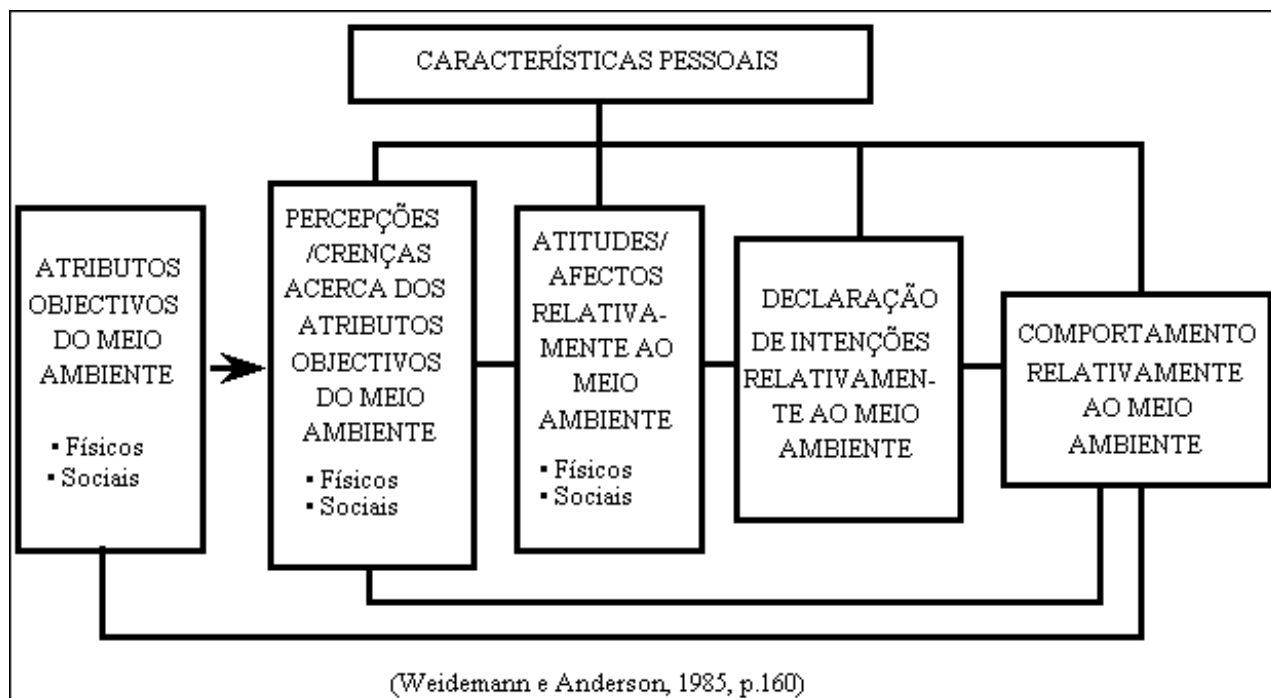 CARACTERÍSTICAS PESSOAIS
ATRIBUTOS
OBJECTIVOS
DO MEIO
AMBIENTE
▪ Físicos
▪ Sociais
PERCEPÇÕES
/CRENÇAS
ACERCA DOS
ATRIBUTOS
OBJECTIVOS
DO MEIO
AMBIENTE
▪ Físicos
▪ Sociais
ATITUDES/
AFECTOS
RELATIVA-
MENTE AO
MEIO
AMBIENTE
▪ Físicos
▪ Sociais
DECLARAÇÃO
DE INTENÇÕES
RELATIVAMEN-
TE AO MEIO
AMBIENTE
COMPORTAMENTO
RELATIVAMENTE
AO MEIO
AMBIENTE
(Weidemann e Anderson, 1985, p.160)